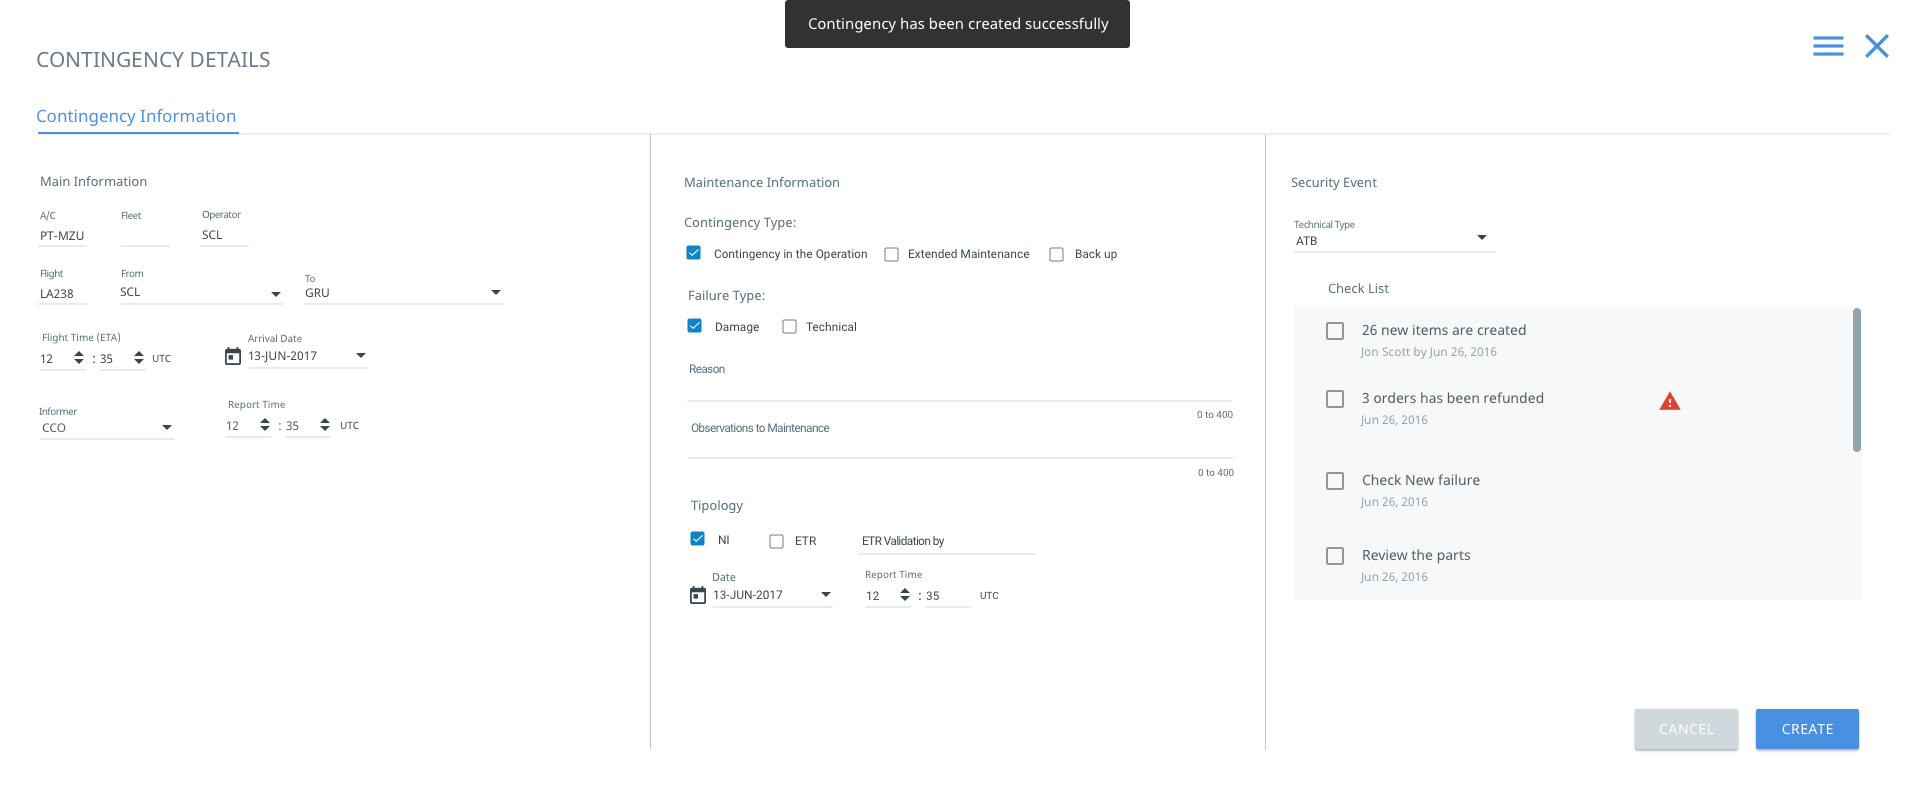 Contingency has been created successfully
CONTINGENCY DETAILS
Contingency Information
Main Information
A/C
Fleet
Operator
PT-MZU
SCL
Flight
From
To
LA238
SCL
GRU
Flight Time (ETA)
Arrival Date
12 : 35 UTC
13-JUN-2017
Informer
Report Time
CCO
12 : 35 UTC
Maintenance Information
Contingency Type:
Contingency in the Operation
Extended Maintenance
Back up
Failure Type:
Damage
Technical
Reason
0 to 400
Observations to Maintenance
0 to 400
Tipology
NI
ETR
ETR Validation by
Date
Report Time
13-JUN-2017
12 : 35 UTC
Security Event
Technical Type
ATB
Check List
26 new items are created
Jon Scott by Jun 26, 2016
3 orders has been refunded
Jun 26, 2016
Check New failure
Jun 26, 2016
Review the parts
Jun 26, 2016
CANCEL
CREATE